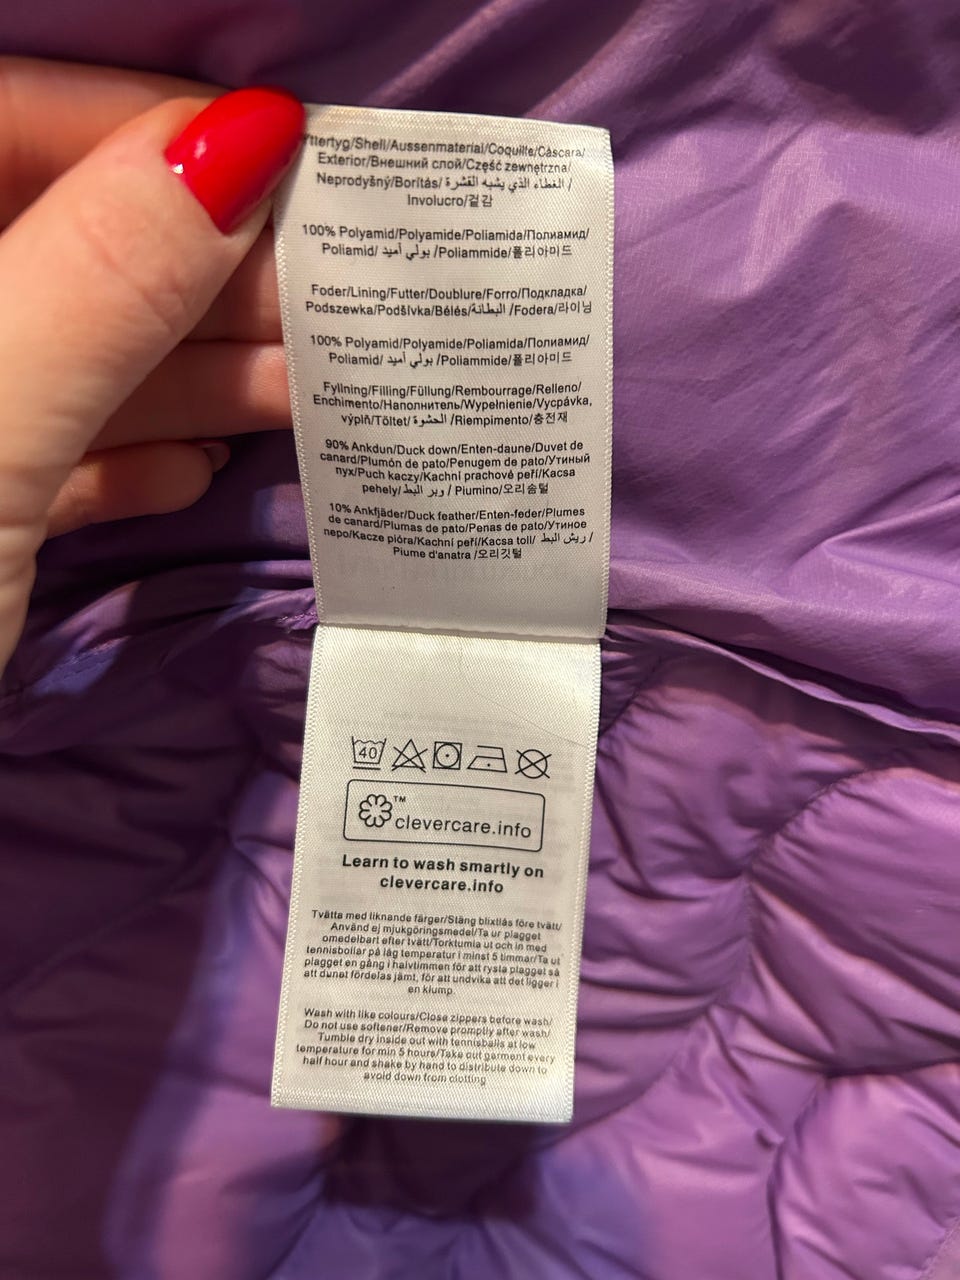 yttertyg/Shell/Aussenmaterial/Coquille/Cáscara/
Exterior/Внешний слой/Część zewnętrzna/
Neprodyšný/Borítás/ الغطاء الذي يشبه القشرة /
Involucro/겉감
100% Polyamid/Polyamide/Poliamida/Полиамид/
Poliamid/ بولي أميد /Poliammide/폴리아미드
Foder/Lining/Futter/Doublure/Forro/Подкладка/
Podszewka/Podšívka/Bélés/البطانة /Fodera/라이닝
100% Polyamid/Polyamide/Poliamida/Полиамид/
Poliamid/ بولي أميد /Poliammide/폴리아미드
Fyllning/Filling/Füllung/Rembourrage/Relleno/
Enchimento/Наполнитель/Wypełnienie/Vycpávka,
výplň/Töltet/ الحشوة /Riempimento/충전재
90% Ankdun/Duck down/Enten-daune/Duvet de
canard/Plumón de pato/Penugem de pato/Утиный
пух/Puch kaczy/Kachní prachové peří/Kacsa
pehely/ وبر البط / Piumino/오리솜털
10% Ankfjäder/Duck feather/Enten-feder/Plumes
de canard/Plumas de pato/Penas de pato/Утиное
перо/Kacze pióra/Kachní peří/Kacsa toll/ ريش البط /
Piume d'anatra /오리깃털
40
™
clevercare.info
Learn to wash smartly on
clevercare.info
Tvätta med liknande färger/Stäng blixtlås före tvätt/
Använd ej mjukgöringsmedel/Ta ur plagget
omedelbart efter tvätt/Torktumla ut och in med
tennisbollar på låg temperatur i minst 5 timmar/Ta ut
plagget en gång i halvtimmen för att rysta plagget så
att dunet fördelas jämt, för att undvika att det ligger i
en klump.
Wash with like colours/Close zippers before wash/
Do not use softener/Remove promptly after wash/
Tumble dry inside out with tennisballs at low
temperature for min 5 hours/Take out garment every
half hour and shake by hand to distribute down to
avoid down from clotting